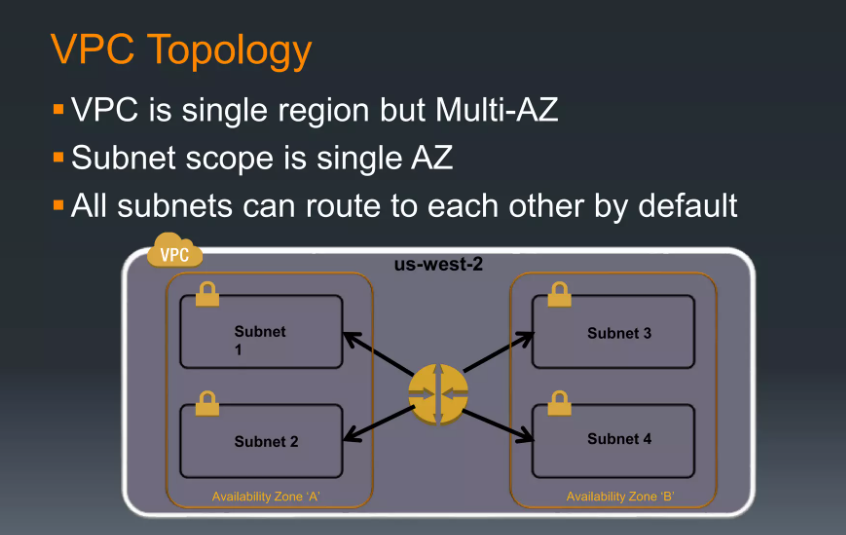 VPC Topology
VPC is single region but Multi-AZ
Subnet scope is single AZ
All subnets can route to each other by default
VPC
us-west-2
Subnet
1
Subnet 3
Subnet 2
Subnet 4
Availability Zone 'A'
Availability Zone 'B'